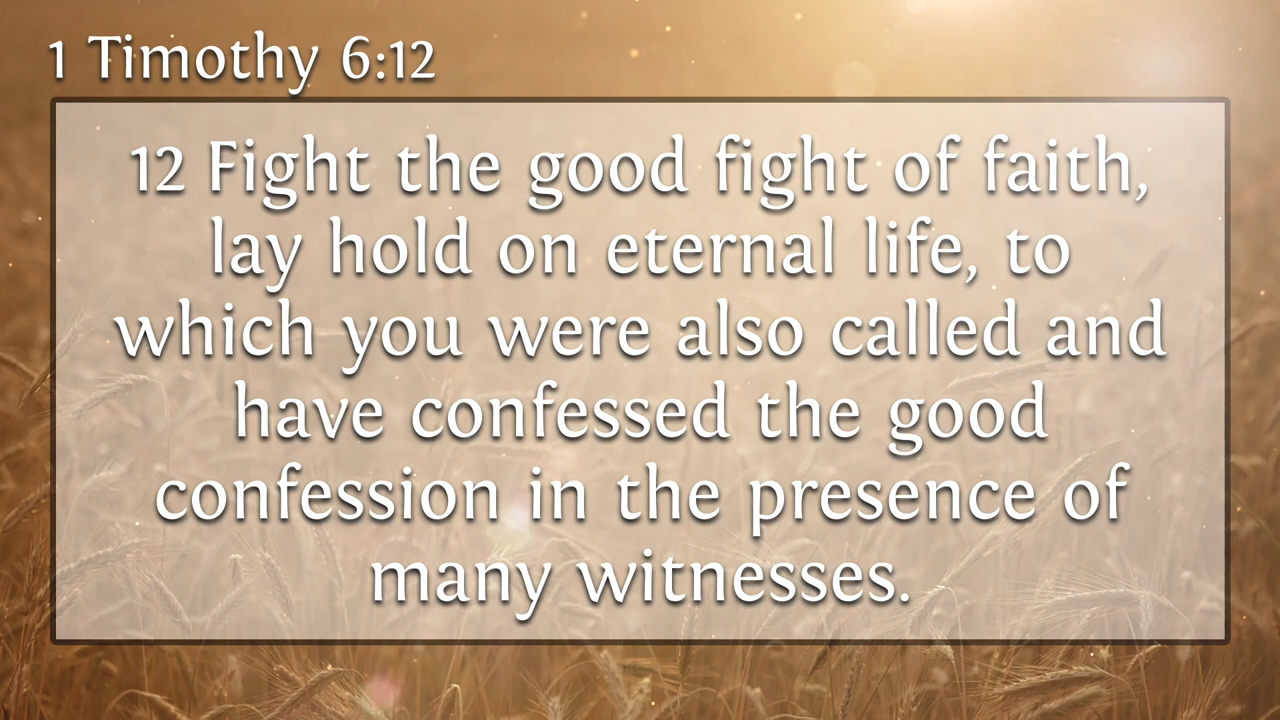 1 Timothy 6:12
12 Fight the good fight of faith,
lay hold on eternal life, to
which you were also called and
have confessed the good
confession in the presence of
many witnesses.